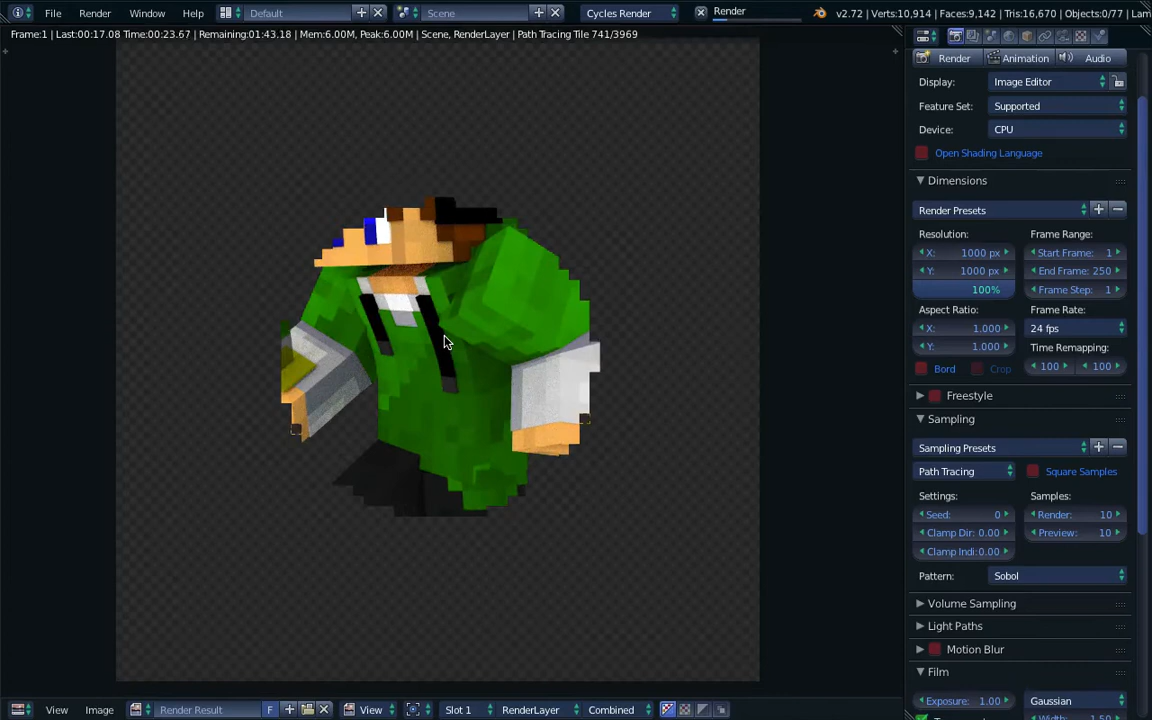 File Render Window Help Default Scene Cycles Render Render v2.72 | Verts:10,914 | Faces:9,142 | Tris:16,670 | Objects:0/77 | Lam
Frame:1 | Last:00:17.08 Time:00:23.67 | Remaining:01:43.18 | Mem:6.00M, Peak:6.00M | Scene, RenderLayer | Path Tracing Tile 741/3969
Render Animation Audio
Display: Image Editor
Feature Set: Supported
Device: CPU
Open Shading Language
Dimensions
Render Presets
Resolution: Frame Range:
X: 1000 px Start Frame: 1
Y: 1000 px End Frame: 250
100% Frame Step: 1
Aspect Ratio: Frame Rate:
X: 1.000 24 fps
Y: 1.000 Time Remapping:
Bord Crop 100 100
Freestyle
Sampling
Sampling Presets
Path Tracing Square Samples
Settings: Samples:
Seed: 0 Render: 10
Clamp Dir: 0.00 Preview: 10
Clamp Indi:0.00
Pattern: Sobol
Volume Sampling
Light Paths
Motion Blur
Film
Exposure: 1.00 Gaussian
View Image Render Result F View Slot 1 RenderLayer Combined